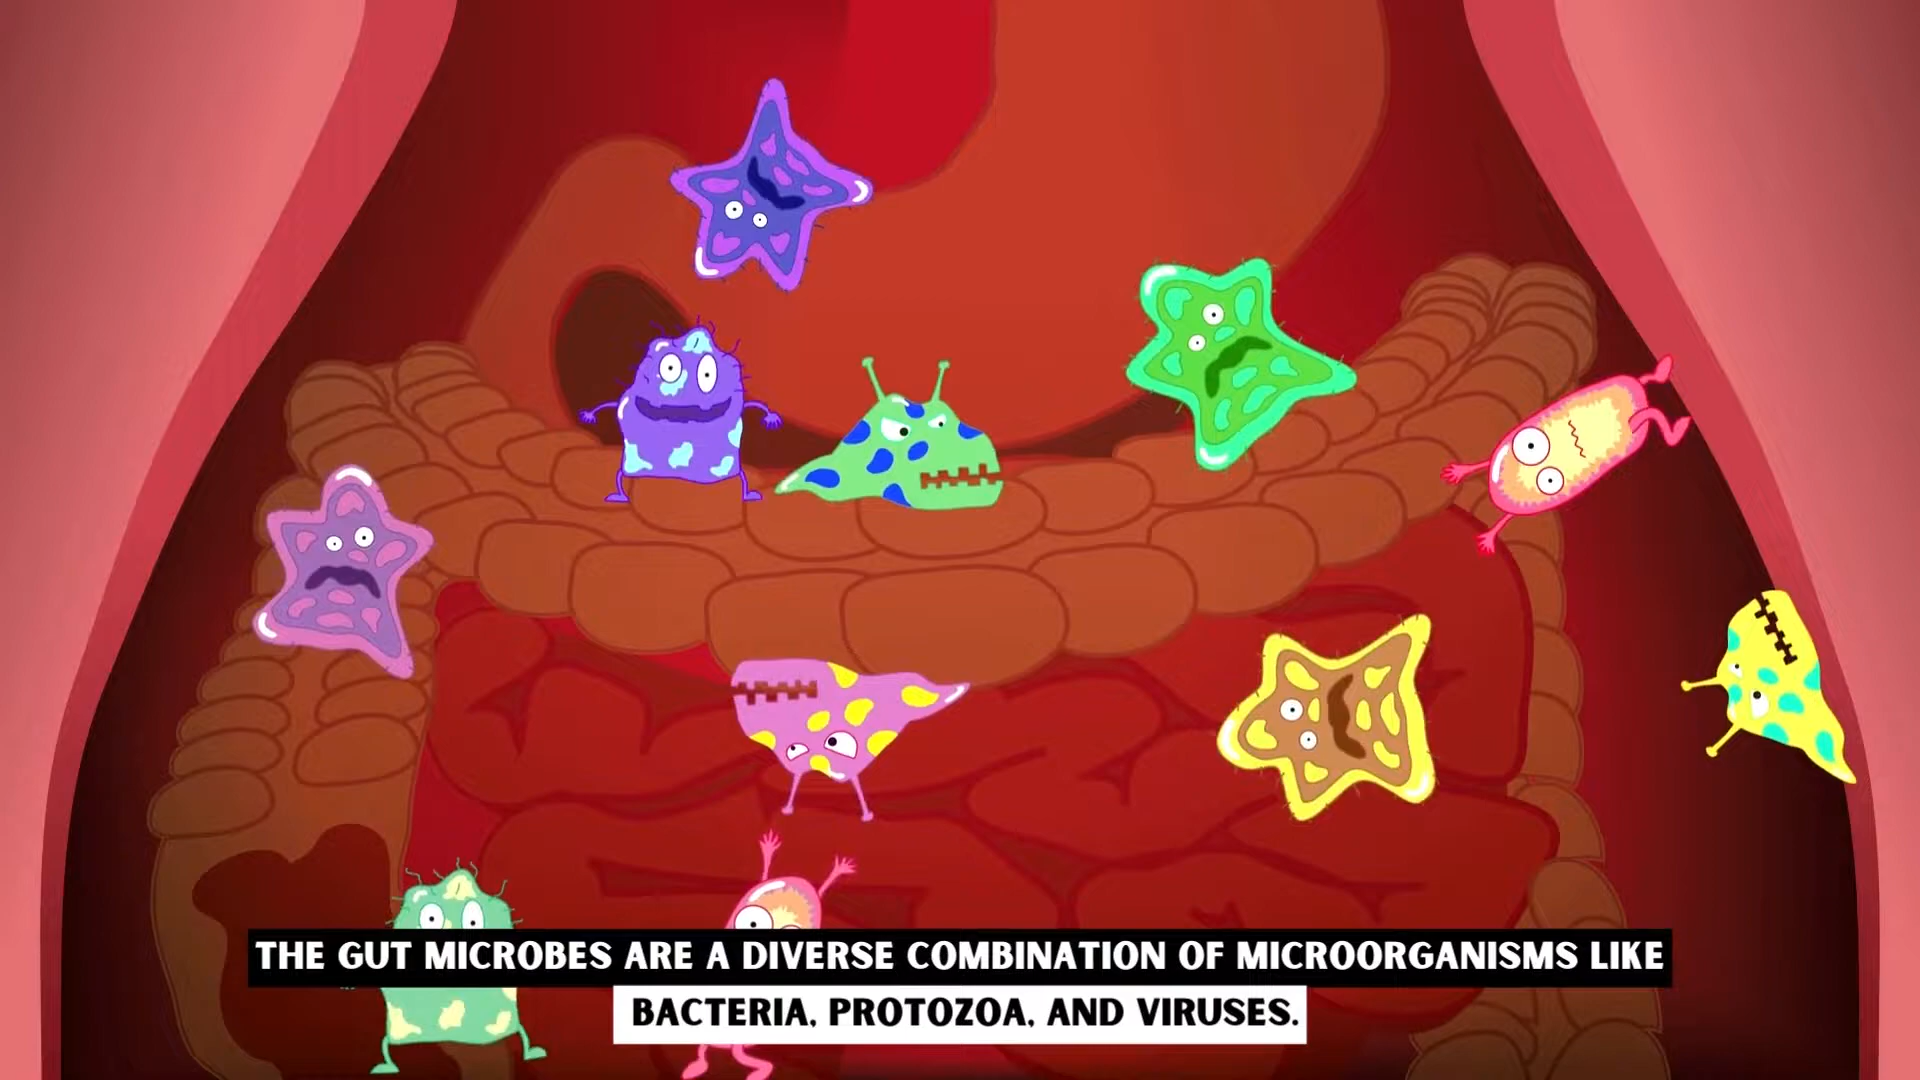 THE GUT MICROBES ARE A DIVERSE COMBINATION OF MICROORGANISMS LIKE
BACTERIA, PROTOZOA, AND VIRUSES.